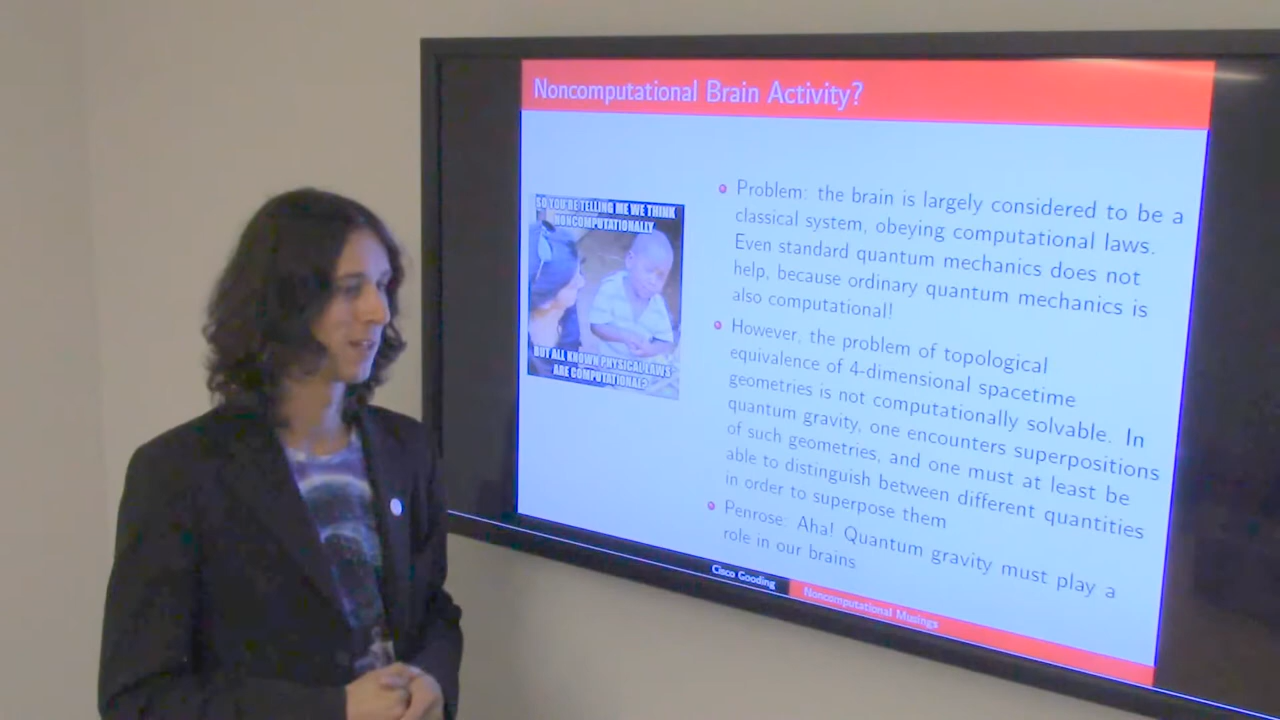 Noncomputational Brain Activity?
SO YOU'RE TELLING ME WE THINK
NONCOMPUTATIONALLY
BUT ALL KNOWN PHYSICAL LAWS
ARE COMPUTATIONAL?
Problem: the brain is largely considered to be a
classical system, obeying computational laws.
Even standard quantum mechanics does not
help, because ordinary quantum mechanics is
also computational!
However, the problem of topological
equivalence of 4-dimensional spacetime
geometries is not computationally solvable. In
quantum gravity, one encounters superpositions
of such geometries, and one must at least be
able to distinguish between different quantities
in order to superpose them
Penrose: Aha! Quantum gravity must play a
role in our brains
Cisco Gooding
Noncomputational Musings